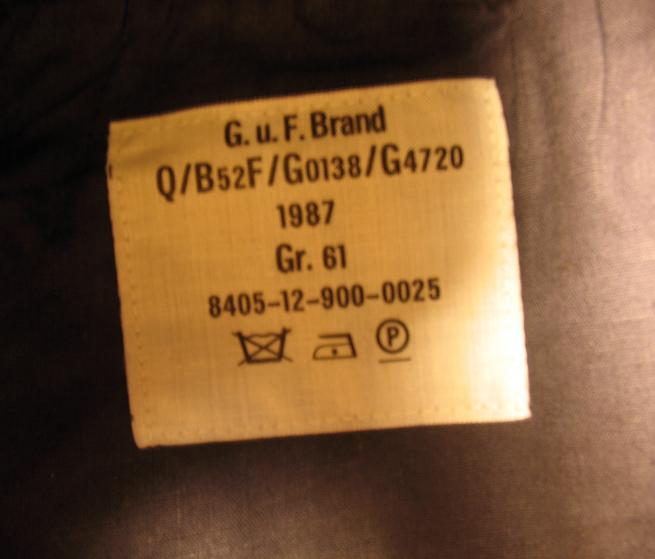 G. u. F. Brand
Q/B52F/G0138/G4720
1987
Gr. 61
8405-12-900-0025
P